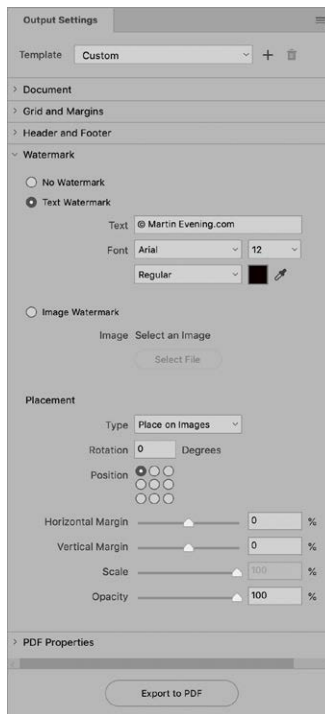 Output Settings
Template Custom
Document
Grid and Margins
Header and Footer
Watermark
No Watermark
Text Watermark
Text © Martin Evening.com
Font Arial 12
Regular
Image Watermark
Image Select an Image
Select File
Placement
Type Place on Images
Rotation 0 Degrees
Position
Horizontal Margin 0 %
Vertical Margin 0 %
Scale 100 %
Opacity 100 %
PDF Properties
Export to PDF